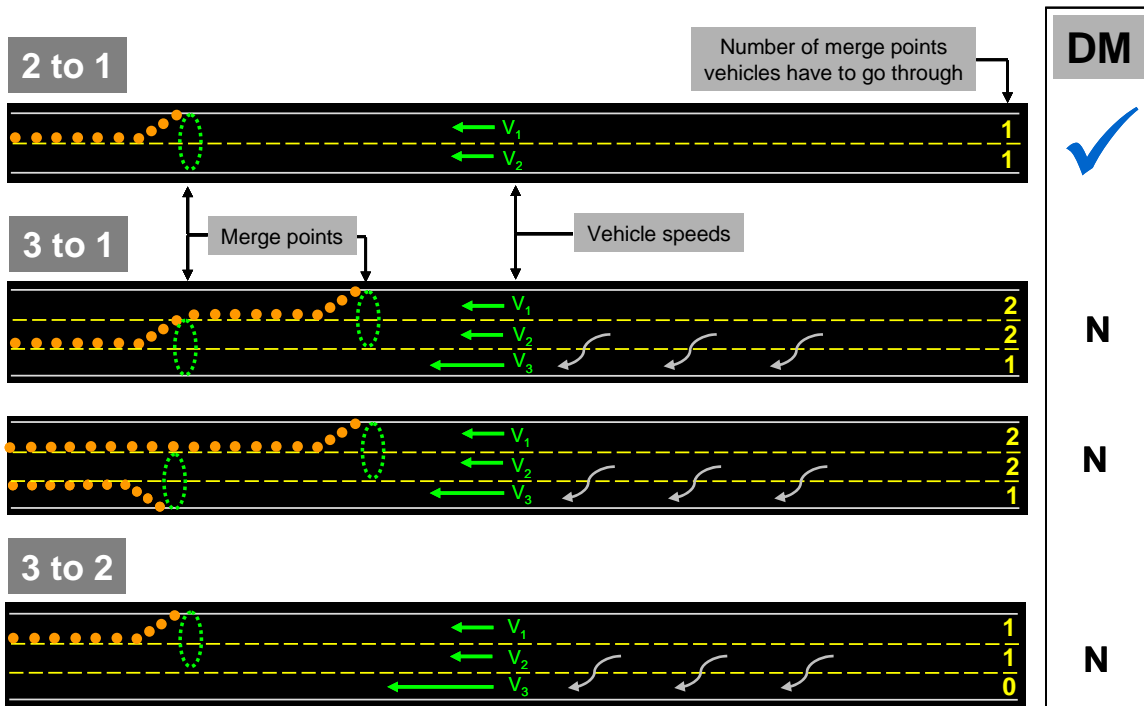 2 to 1
Number of merge points
vehicles have to go through
DM
V1
1
V2
1
3 to 1
Merge points
Vehicle speeds
V1
2
V2
2
V3
1
N
V1
2
V2
2
V3
1
N
3 to 2
V1
1
V2
1
V3
0
N